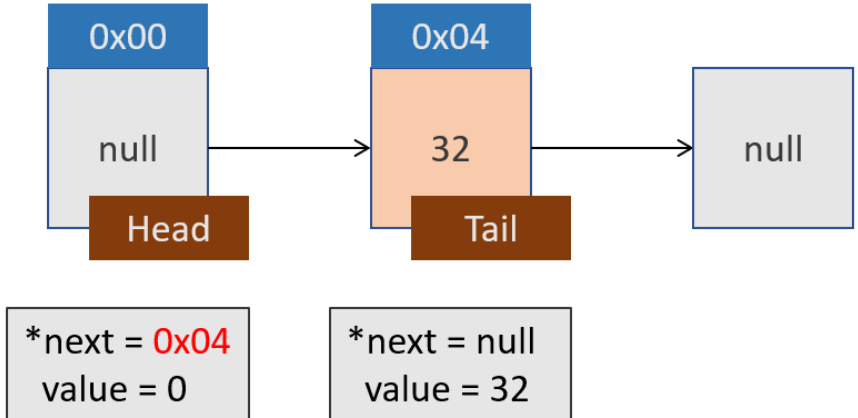 0x00
0x04
null
32
null
Head
Tail
*next = 0x04
value = 0
*next = null
value = 32